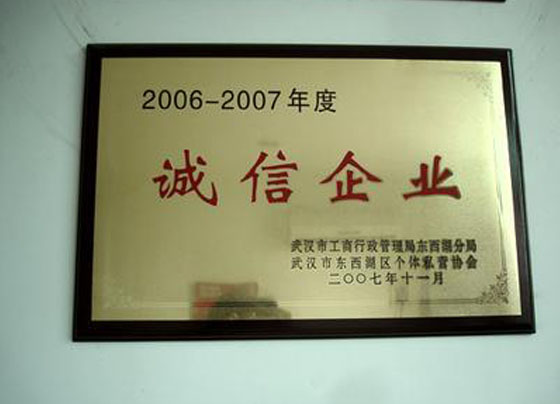 2006-2007年度
诚信企业
武汉市工商行政管理局东西湖分局
武汉市东西湖区个体私营协会
二〇〇七年十一月